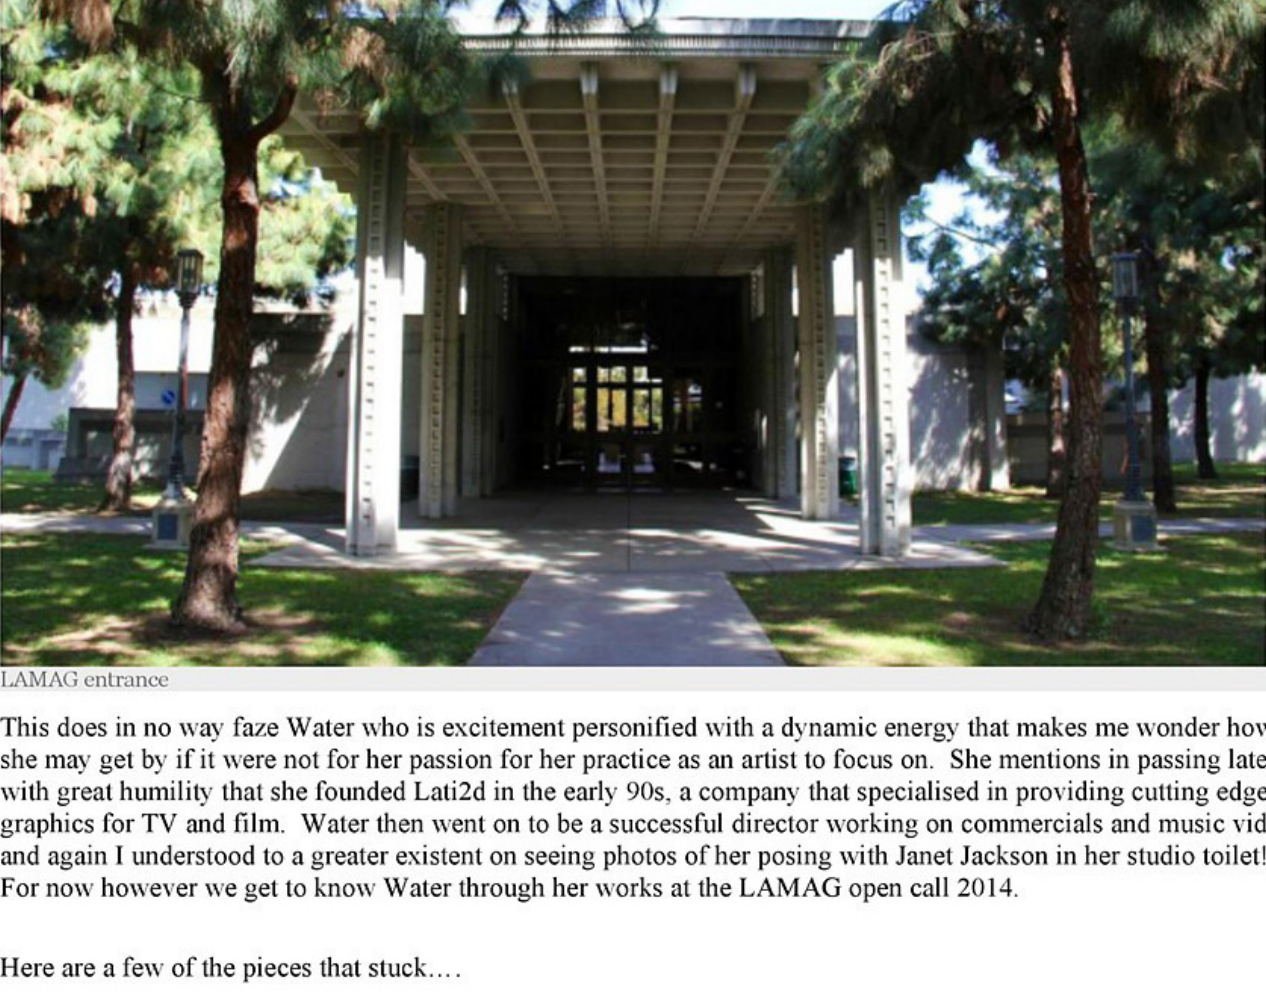 LAMAG entrance
This does in no way faze Water who is excitement personified with a dynamic energy that makes me wonder how
she may get by if it were not for her passion for her practice as an artist to focus on.  She mentions in passing late
with great humility that she founded Lati2d in the early 90s, a company that specialised in providing cutting edge
graphics for TV and film.  Water then went on to be a successful director working on commercials and music vid
and again I understood to a greater existent on seeing photos of her posing with Janet Jackson in her studio toilet!
For now however we get to know Water through her works at the LAMAG open call 2014.
Here are a few of the pieces that stuck….